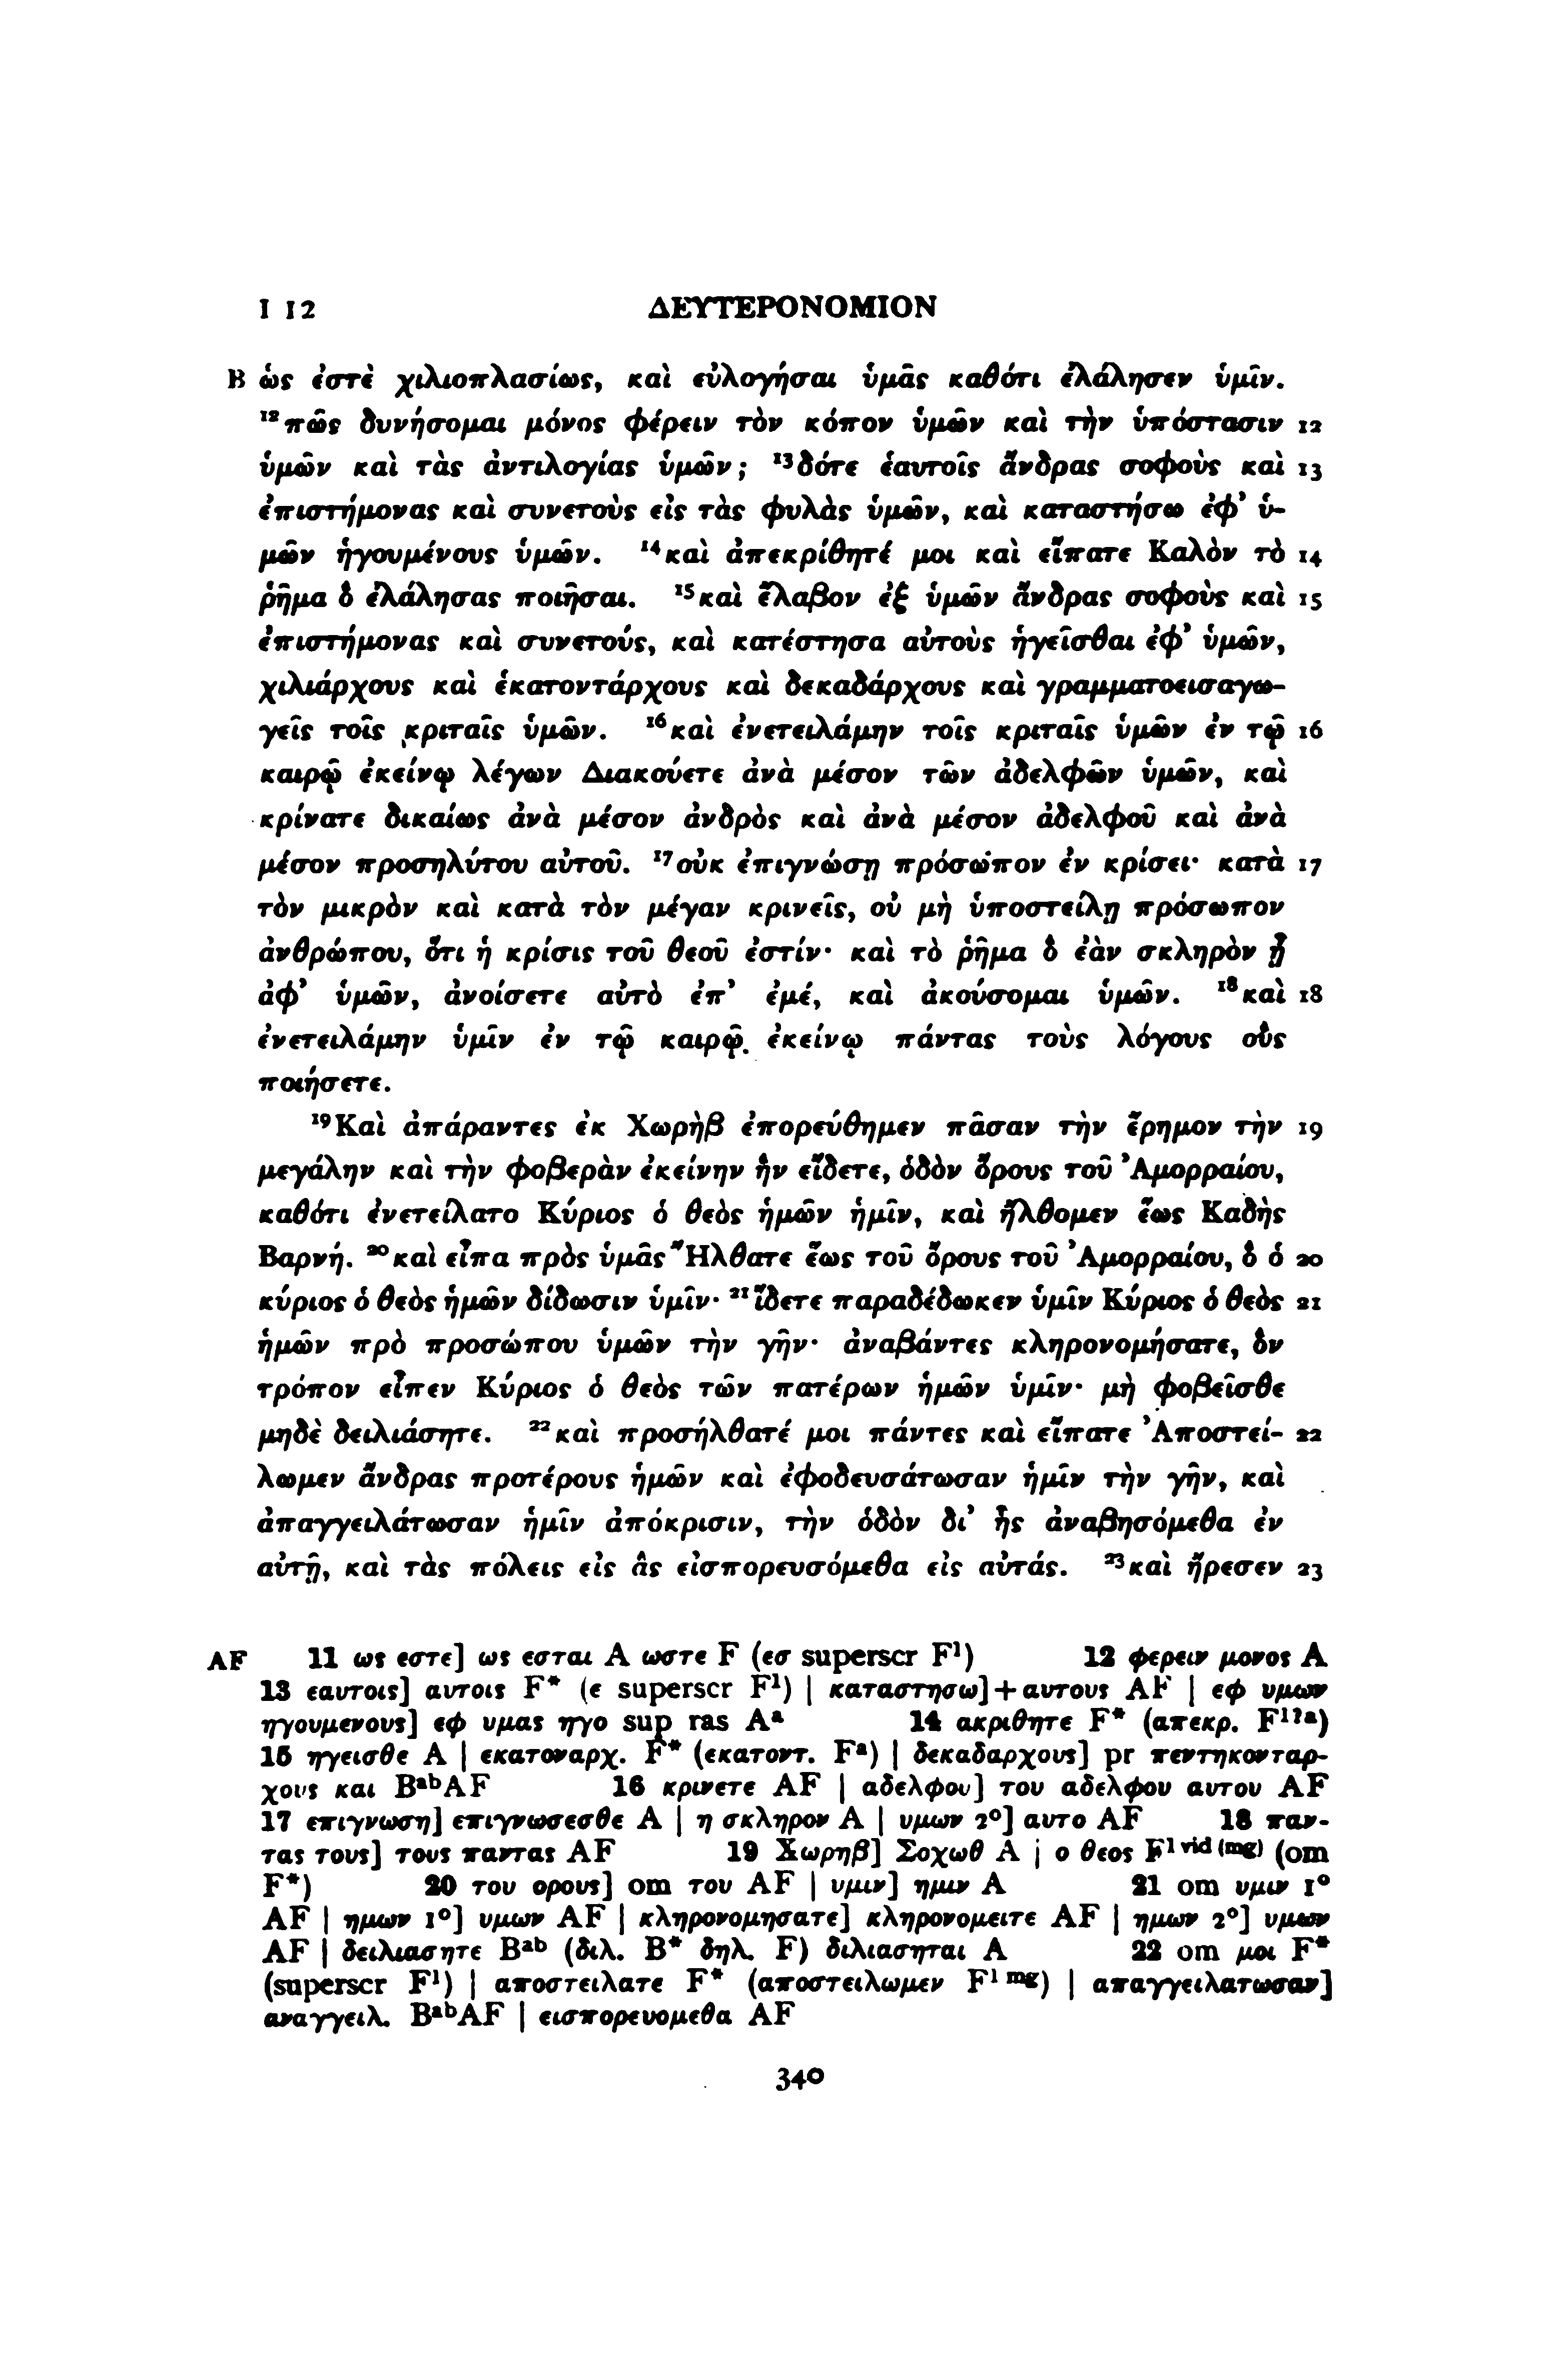 I 12 ΔΕΥΤΕΡΟΝΟΜΙΟΝ
B ὡς ἐστὲ χιλιοπλασίως, καὶ εὐλογήσαι ὑμᾶς καθότι ἐλάλησεν ὑμῖν.
¹²πῶς δυνήσομαι μόνος φέρειν τὸν κόπον ὑμῶν καὶ τὴν ὑπόστασιν 12
ὑμῶν καὶ τὰς ἀντιλογίας ὑμῶν; ¹³δότε ἑαυτοῖς ἄνδρας σοφοὺς καὶ 13
ἐπιστήμονας καὶ συνετοὺς εἰς τὰς φυλὰς ὑμῶν, καὶ καταστήσω ἐφ᾽ ὑ-
μῶν ἡγουμένους ὑμῶν. ¹⁴καὶ ἀπεκρίθητέ μοι καὶ εἴπατε Καλὸν τὸ 14
ῥῆμα ὃ ἐλάλησας ποιῆσαι. ¹⁵καὶ ἔλαβον ἐξ ὑμῶν ἄνδρας σοφοὺς καὶ 15
ἐπιστήμονας καὶ συνετούς, καὶ κατέστησα αὐτοὺς ἡγεῖσθαι ἐφ᾽ ὑμῶν,
χιλιάρχους καὶ ἑκατοντάρχους καὶ δεκαδάρχους καὶ γραμματοεισαγω-
γεῖς τοῖς κριταῖς ὑμῶν. ¹⁶καὶ ἐνετειλάμην τοῖς κριταῖς ὑμῶν ἐν τῷ 16
καιρῷ ἐκείνῳ λέγων Διακούετε ἀνὰ μέσον τῶν ἀδελφῶν ὑμῶν, καὶ
κρίνατε δικαίως ἀνὰ μέσον ἀνδρὸς καὶ ἀνὰ μέσον ἀδελφοῦ καὶ ἀνὰ
μέσον προσηλύτου αὐτοῦ. ¹⁷οὐκ ἐπιγνώσῃ πρόσωπον ἐν κρίσει· κατὰ 17
τὸν μικρὸν καὶ κατὰ τὸν μέγαν κρινεῖς, οὐ μὴ ὑποστείλῃ πρόσωπον
ἀνθρώπου, ὅτι ἡ κρίσις τοῦ θεοῦ ἐστίν· καὶ τὸ ῥῆμα ὃ ἐὰν σκληρὸν ᾖ
ἀφ᾽ ὑμῶν, ἀνοίσετε αὐτὸ ἐπ᾽ ἐμέ, καὶ ἀκούσομαι ὑμῶν. ¹⁸καὶ 18
ἐνετειλάμην ὑμῖν ἐν τῷ καιρῷ ἐκείνῳ πάντας τοὺς λόγους οὓς
ποιήσετε.
¹⁹Καὶ ἀπάραντες ἐκ Χωρὴβ ἐπορεύθημεν πᾶσαν τὴν ἔρημον τὴν 19
μεγάλην καὶ τὴν φοβερὰν ἐκείνην ἣν εἴδετε, ὁδὸν ὄρους τοῦ Ἀμορραίου,
καθότι ἐνετείλατο Κύριος ὁ θεὸς ἡμῶν ἡμῖν, καὶ ἤλθομεν ἕως Καδὴς
Βαρνή. ²⁰καὶ εἶπα πρὸς ὑμᾶς Ἤλθατε ἕως τοῦ ὄρους τοῦ Ἀμορραίου, ὃ ὁ 20
κύριος ὁ θεὸς ἡμῶν δίδωσιν ὑμῖν· ²¹ἴδετε παραδέδωκεν ὑμῖν Κύριος ὁ θεὸς 21
ἡμῶν πρὸ προσώπου ὑμῶν τὴν γῆν· ἀναβάντες κληρονομήσατε, ὃν
τρόπον εἶπεν Κύριος ὁ θεὸς τῶν πατέρων ἡμῶν ὑμῖν· μὴ φοβεῖσθε
μηδὲ δειλιάσητε. ²²καὶ προσήλθατέ μοι πάντες καὶ εἴπατε Ἀποστεί- 22
λωμεν ἄνδρας προτέρους ἡμῶν καὶ ἐφοδευσάτωσαν ἡμῖν τὴν γῆν, καὶ
ἀπαγγειλάτωσαν ἡμῖν ἀπόκρισιν, τὴν ὁδὸν δι᾽ ἧς ἀναβησόμεθα ἐν
αὐτῇ, καὶ τὰς πόλεις εἰς ἃς εἰσπορευσόμεθα εἰς αὐτάς. ²³καὶ ἤρεσεν 23
AF 11 ως εστε] ως εσται A ωστε F (εσ superscr F¹) 12 φερειν μονος A
13 εαυτοις] αυτοις F* (ε superscr F¹) | καταστησω]+αυτους AF | εφ υμων
ηγουμενους] εφ υμας ηγο sup ras Aᵃ 14 ακριθητε F* (απεκρ. F¹ˀᵃ)
15 ηγεισθε A | εκατοναρχ. F* (εκατοντ. Fᵃ) | δεκαδαρχους] pr πεντηκονταρ-
χους και BᵃᵇAF 16 κρινετε AF | αδελφου] του αδελφου αυτου AF
17 επιγνωση] επιγνωσεσθε A | η σκληρον A | υμων 2°] αυτο AF 18 παν-
τας τους] τους παντας AF 19 Χωρηβ] Σοχωθ A | ο θεος F¹ ᵛⁱᵈ ⁽ᵐᵍ⁾ (om
F*) 20 του ορους] om του AF | υμιν] ημιν A 21 om υμιν 1°
AF | ημων 1°] υμων AF | κληρονομησατε] κληρονομειτε AF | ημων 2°] υμων
AF | δειλιασητε Bᵃᵇ (διλ. B* δηλ. F) διλιασηται A 22 om μοι F*
(superscr F¹) | αποστειλατε F* (αποστειλωμεν F¹ ᵐᵍ) | απαγγειλατωσαν]
αναγγειλ. BᵃᵇAF | εισπορευομεθα AF
340